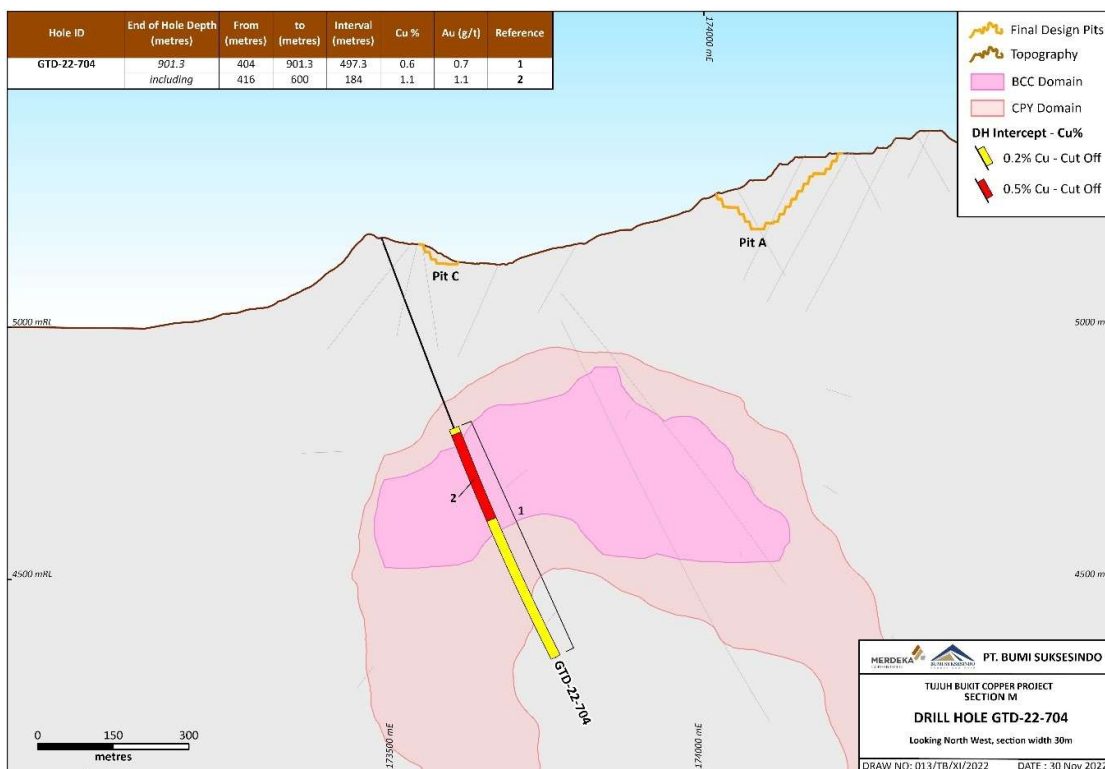 Hole ID End of Hole Depth (metres) From (metres) to (metres) Interval (metres) Cu % Au (g/t) Reference
GTD-22-704 901.3 404 901.3 497.3 0.6 0.7 1
including 416 600 184 1.1 1.1 2
174000 mE
Final Design Pits
Topography
BCC Domain
CPY Domain
DH Intercept - Cu%
0.2% Cu - Cut Off
0.5% Cu - Cut Off
Pit A
Pit C
5000 mRL
5000 mRL
2
1
4500 mRL
4500 mRL
GTD-22-704
173500 mE
174000 mE
0 150 300
metres
MERDEKA
BUMI SUKSESINDO
PT. BUMI SUKSESINDO
TUJUH BUKIT COPPER PROJECT
SECTION M
DRILL HOLE GTD-22-704
Looking North West, section width 30m
DRAW NO: 013/TB/XI/2022 DATE : 30 Nov 2022